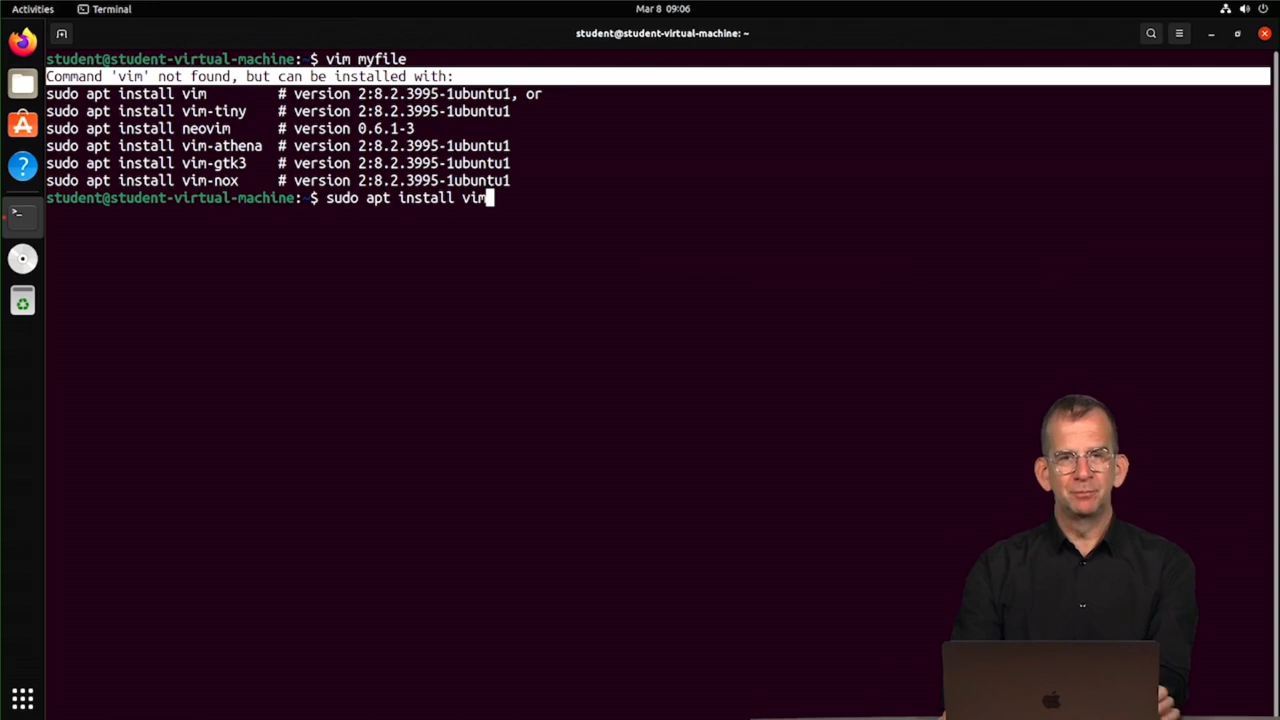 Activities
Terminal
Mar 8 09:06
student@student-virtual-machine: ~
student@student-virtual-machine:~$ vim myfile
Command 'vim' not found, but can be installed with:
sudo apt install vim         # version 2:8.2.3995-1ubuntu1, or
sudo apt install vim-tiny    # version 2:8.2.3995-1ubuntu1
sudo apt install neovim      # version 0.6.1-3
sudo apt install vim-athena  # version 2:8.2.3995-1ubuntu1
sudo apt install vim-gtk3    # version 2:8.2.3995-1ubuntu1
sudo apt install vim-nox     # version 2:8.2.3995-1ubuntu1
student@student-virtual-machine:~$ sudo apt install vim